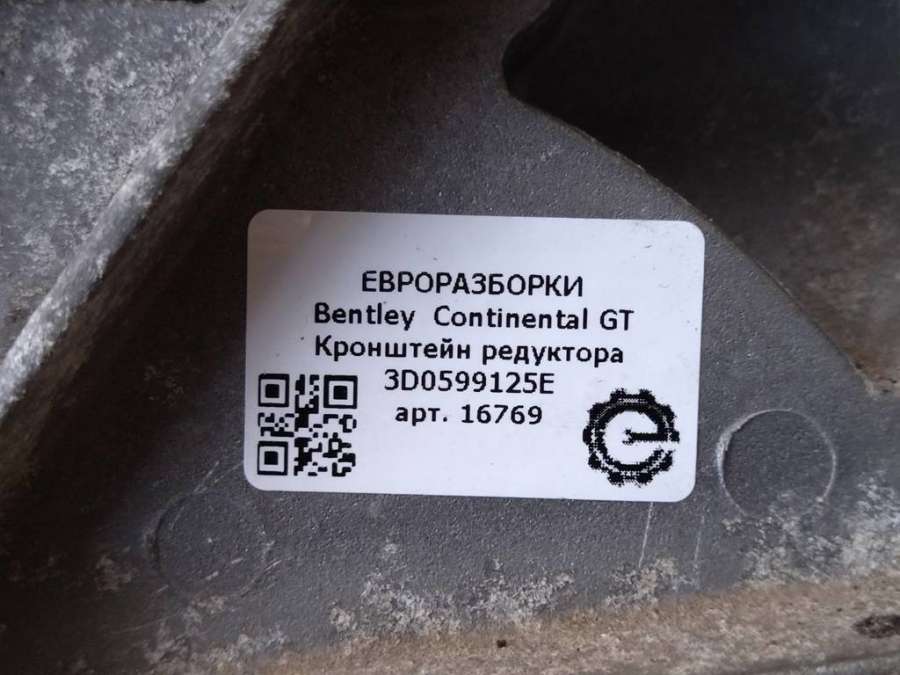 ЕВРОРАЗБОРКИ
Bentley Continental GT
Кронштейн редуктора
3D0599125E
арт. 16769